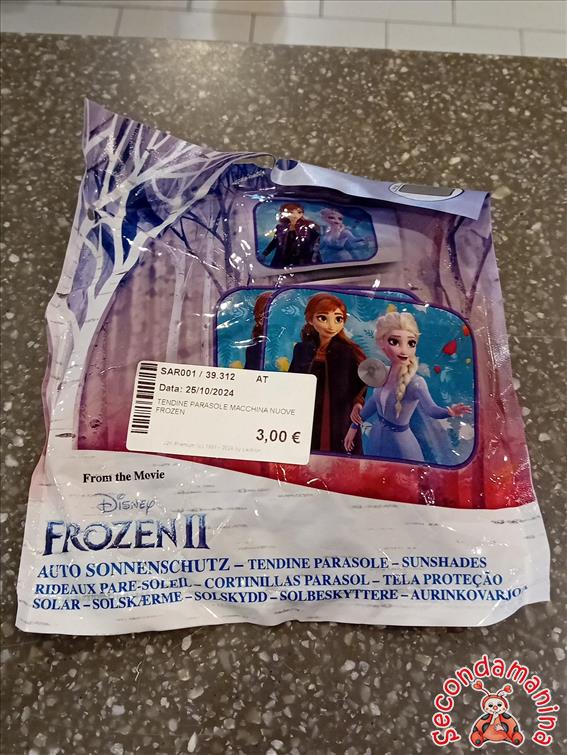 SAR001 / 39.312 AT
Data: 25/10/2024
TENDINE PARASOLE MACCHINA NUOVE
FROZEN
3,00 €
From the Movie
Disney
FROZEN II
AUTO SONNENSCHUTZ – TENDINE PARASOLE – SUNSHADES
RIDEAUX PARE-SOLEIL – CORTINILLAS PARASOL – TELA PROTEÇÃO
SOLAR – SOLSKÆRME – SOLSKYDD – SOLBESKYTTERE – AURINKOVARJO
Secondamanina